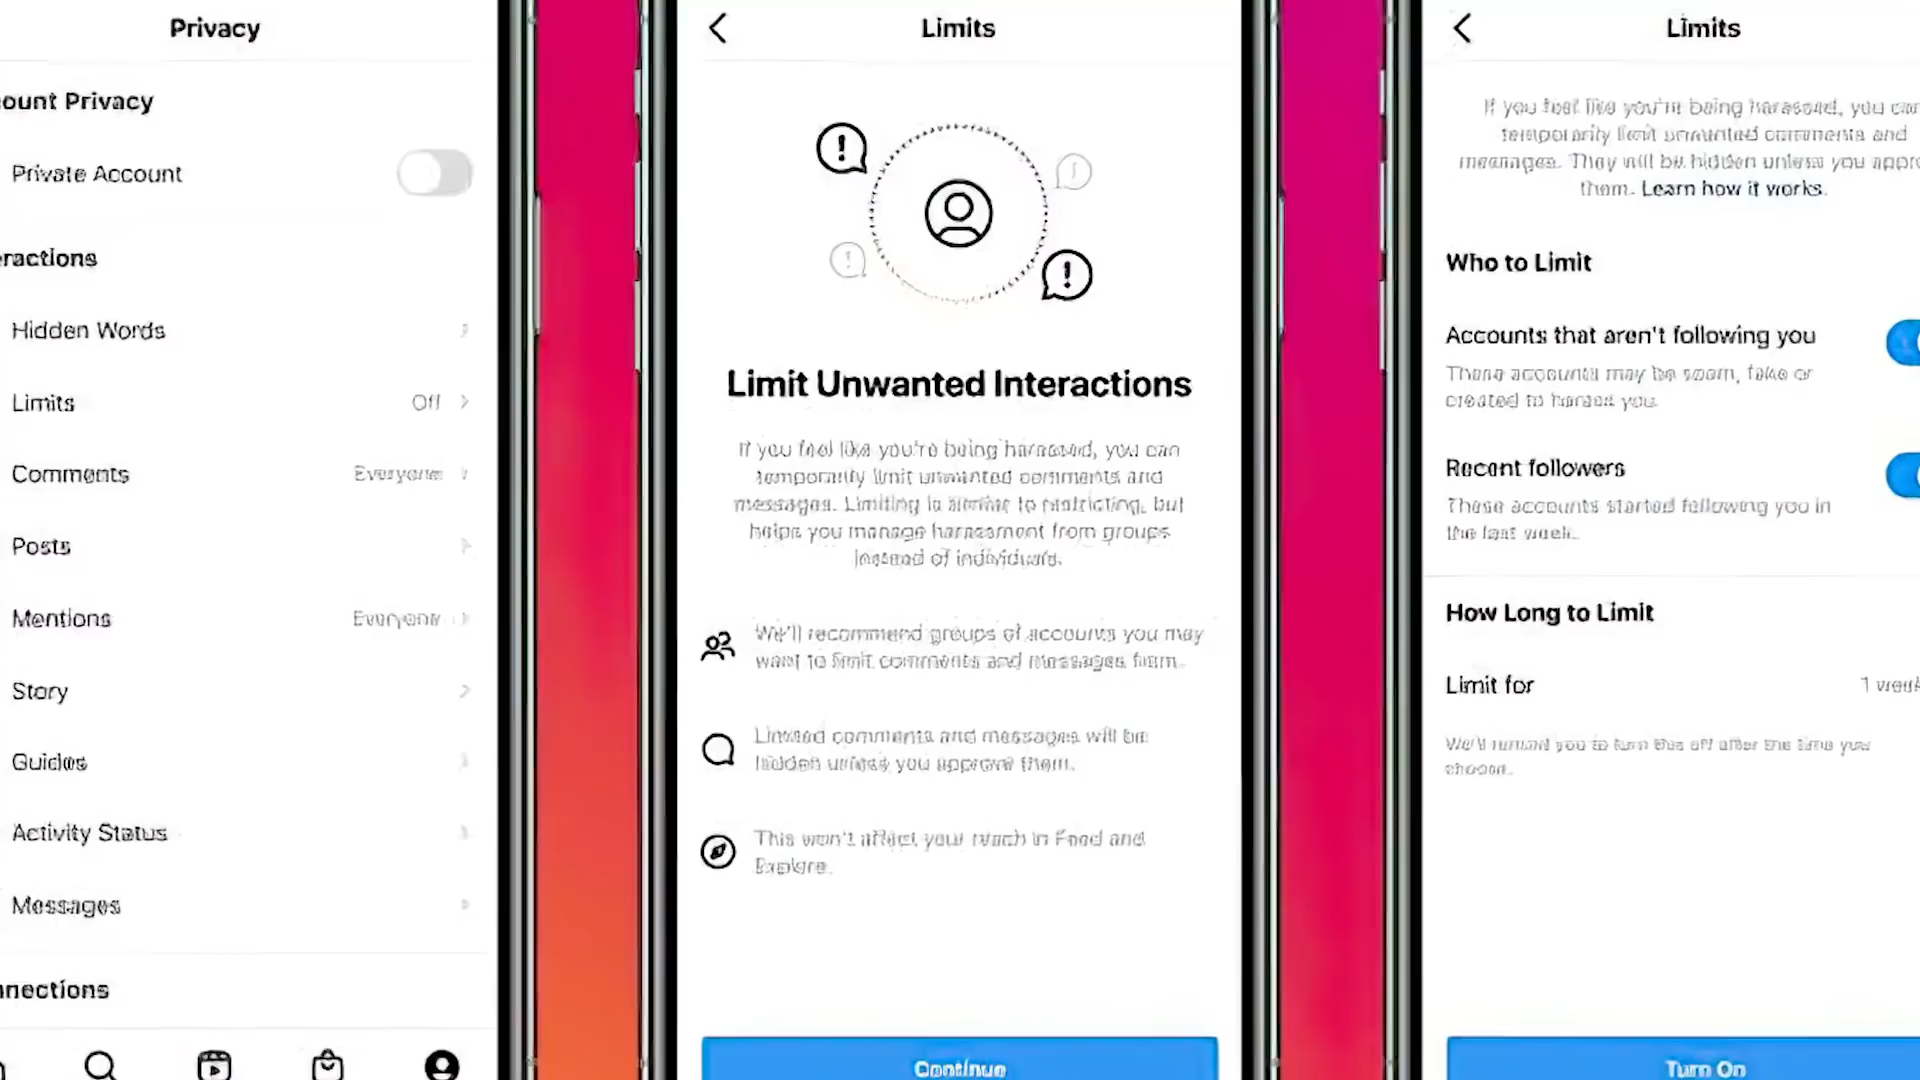 Privacy
ount Privacy
Private Account
eractions
Hidden Words
Limits Off
Comments Everyone
Posts
Mentions Everyone
Story
Guides
Activity Status
Messages
nnections
Limits
Limit Unwanted Interactions
If you feel like you're being harassed, you can
temporarily limit unwanted comments and
messages. Limiting is similar to restricting, but
helps you manage harassment from groups
instead of individuals.
We'll recommend groups of accounts you may
want to limit comments and messages from.
Limited comments and messages will be
hidden unless you approve them.
This won't affect your reach in Feed and
Explore.
Continue
Limits
If you feel like you're being harassed, you can
temporarily limit unwanted comments and
messages. They will be hidden unless you appro
them. Learn how it works.
Who to Limit
Accounts that aren't following you
These accounts may be spam, fake or
created to harass you.
Recent followers
These accounts started following you in
the last week.
How Long to Limit
Limit for 1 week
We'll remind you to turn this off after the time you
choose.
Turn On